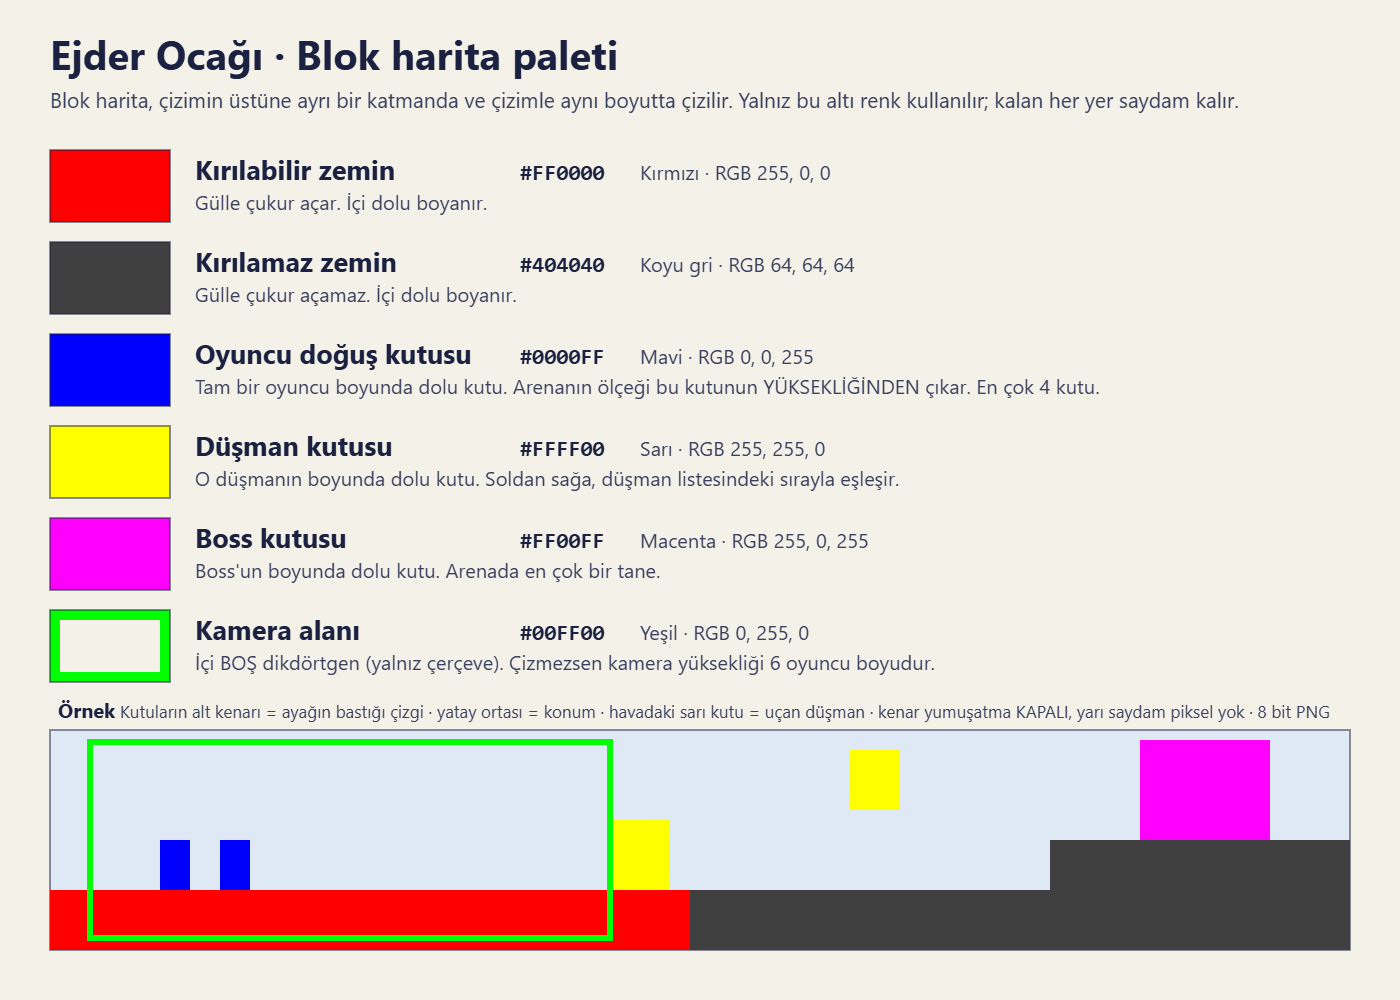 Ejder Ocağı · Blok harita paleti
Blok harita, çizimin üstüne ayrı bir katmanda ve çizimle aynı boyutta çizilir. Yalnız bu altı renk kullanılır; kalan her yer saydam kalır.
Kırılabilir zemin #FF0000 Kırmızı · RGB 255, 0, 0
Gülle çukur açar. İçi dolu boyanır.
Kırılamaz zemin #404040 Koyu gri · RGB 64, 64, 64
Gülle çukur açamaz. İçi dolu boyanır.
Oyuncu doğuş kutusu #0000FF Mavi · RGB 0, 0, 255
Tam bir oyuncu boyunda dolu kutu. Arenanın ölçeği bu kutunun YÜKSEKLİĞİNDEN çıkar. En çok 4 kutu.
Düşman kutusu #FFFF00 Sarı · RGB 255, 255, 0
O düşmanın boyunda dolu kutu. Soldan sağa, düşman listesindeki sırayla eşleşir.
Boss kutusu #FF00FF Macenta · RGB 255, 0, 255
Boss'un boyunda dolu kutu. Arenada en çok bir tane.
Kamera alanı #00FF00 Yeşil · RGB 0, 255, 0
İçi BOŞ dikdörtgen (yalnız çerçeve). Çizmezsen kamera yüksekliği 6 oyuncu boyudur.
Örnek Kutuların alt kenarı = ayağın bastığı çizgi · yatay ortası = konum · havadaki sarı kutu = uçan düşman · kenar yumuşatma KAPALI, yarı saydam piksel yok · 8 bit PNG